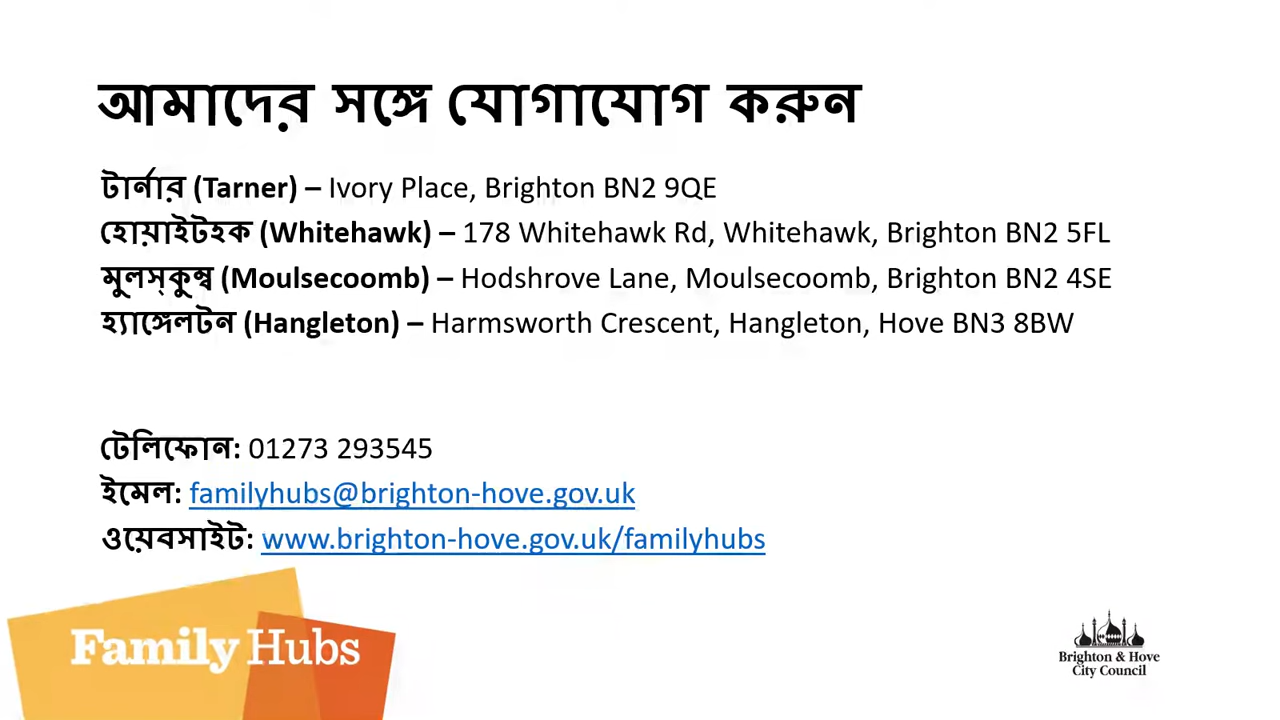 আমাদের সঙ্গে যোগাযোগ করুন
টার্নার (Tarner) – Ivory Place, Brighton BN2 9QE
হোয়াইটহক (Whitehawk) – 178 Whitehawk Rd, Whitehawk, Brighton BN2 5FL
মুলস্‌কুম্ব (Moulsecoomb) – Hodshrove Lane, Moulsecoomb, Brighton BN2 4SE
হ্যাঙ্গেলটন (Hangleton) – Harmsworth Crescent, Hangleton, Hove BN3 8BW
টেলিফোন: 01273 293545
ইমেল: familyhubs@brighton-hove.gov.uk
ওয়েবসাইট: www.brighton-hove.gov.uk/familyhubs
Family Hubs
Brighton & Hove
City Council